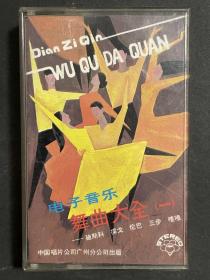 Dian Zi Qin
WU QU DA QUAN
电子音乐
舞曲大全(一)
——迪斯科 探戈 伦巴 三步 嘎嘎
STEREO
中国唱片公司广州分公司出版